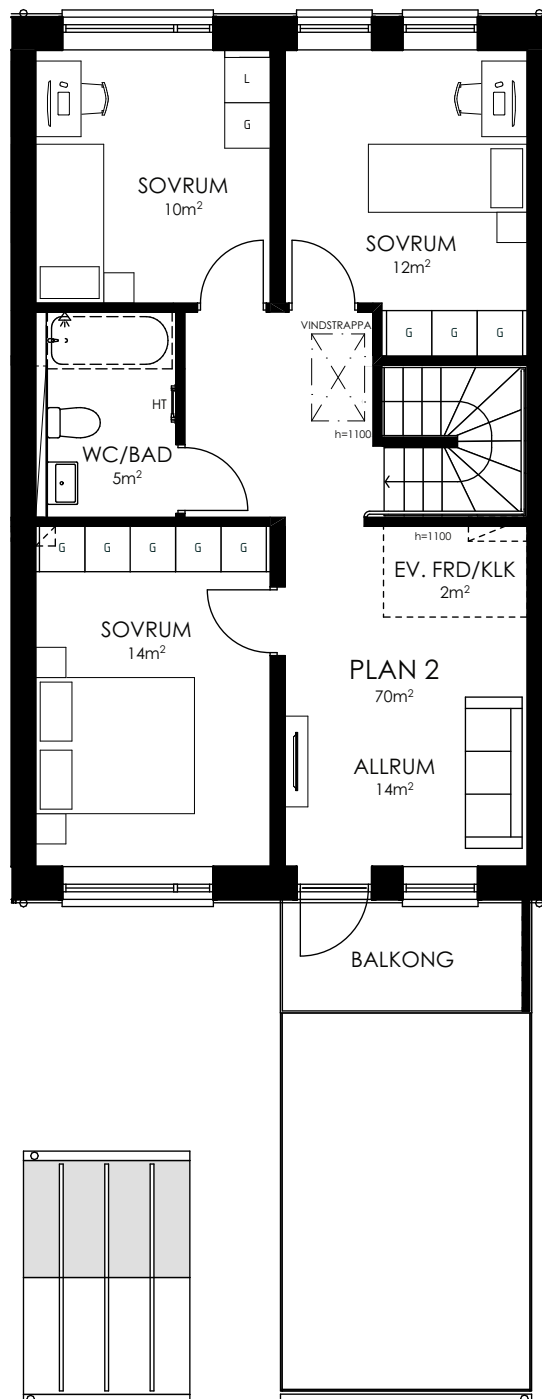 L
G
SOVRUM
10m²
SOVRUM
12m²
VINDSTRAPPA
G G G
HT
h=1100
WC/BAD
5m²
h=1100
G G G G G
EV. FRD/KLK
2m²
SOVRUM
14m²
PLAN 2
70m²
ALLRUM
14m²
BALKONG